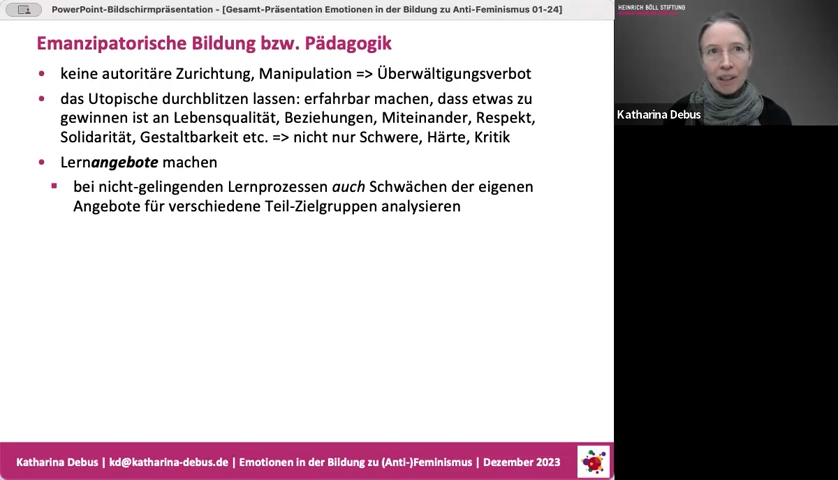 PowerPoint-Bildschirmpräsentation - [Gesamt-Präsentation Emotionen in der Bildung zu Anti-Feminismus 01-24]
Emanzipatorische Bildung bzw. Pädagogik
• keine autoritäre Zurichtung, Manipulation => Überwältigungsverbot
• das Utopische durchblitzen lassen: erfahrbar machen, dass etwas zu
gewinnen ist an Lebensqualität, Beziehungen, Miteinander, Respekt,
Solidarität, Gestaltbarkeit etc. => nicht nur Schwere, Härte, Kritik
• Lernangebote machen
▪ bei nicht-gelingenden Lernprozessen auch Schwächen der eigenen
Angebote für verschiedene Teil-Zielgruppen analysieren
Katharina Debus | kd@katharina-debus.de | Emotionen in der Bildung zu (Anti-)Feminismus | Dezember 2023
HEINRICH BÖLL STIFTUNG
Katharina Debus